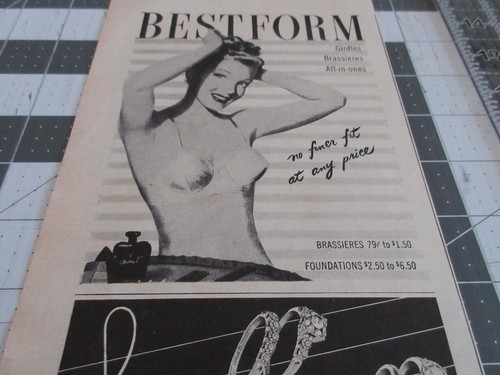 BESTFORM
Girdles
Brassieres
All-in-ones
no finer fit
at any price
BRASSIERES 79¢ to $1.50
FOUNDATIONS $2.50 to $6.50